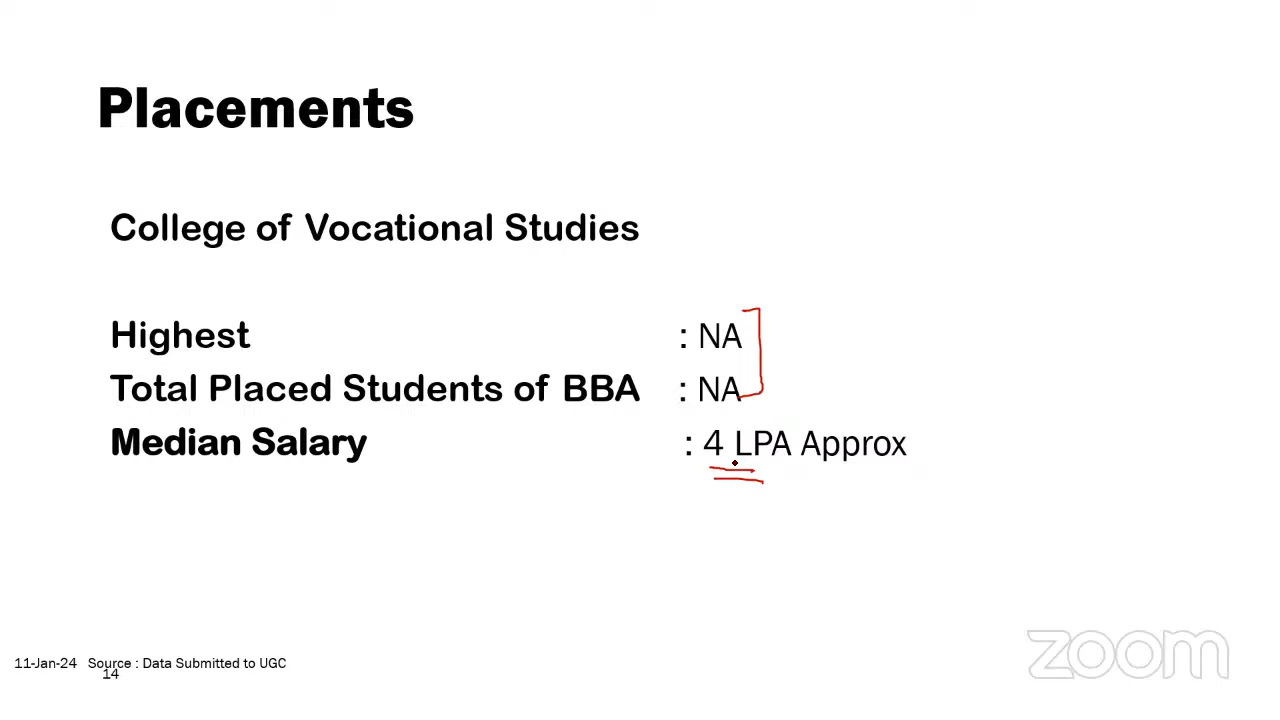 Placements
College of Vocational Studies
Highest : NA
Total Placed Students of BBA : NA
Median Salary : 4 LPA Approx
11-Jan-24 Source : Data Submitted to UGC
14
zoom